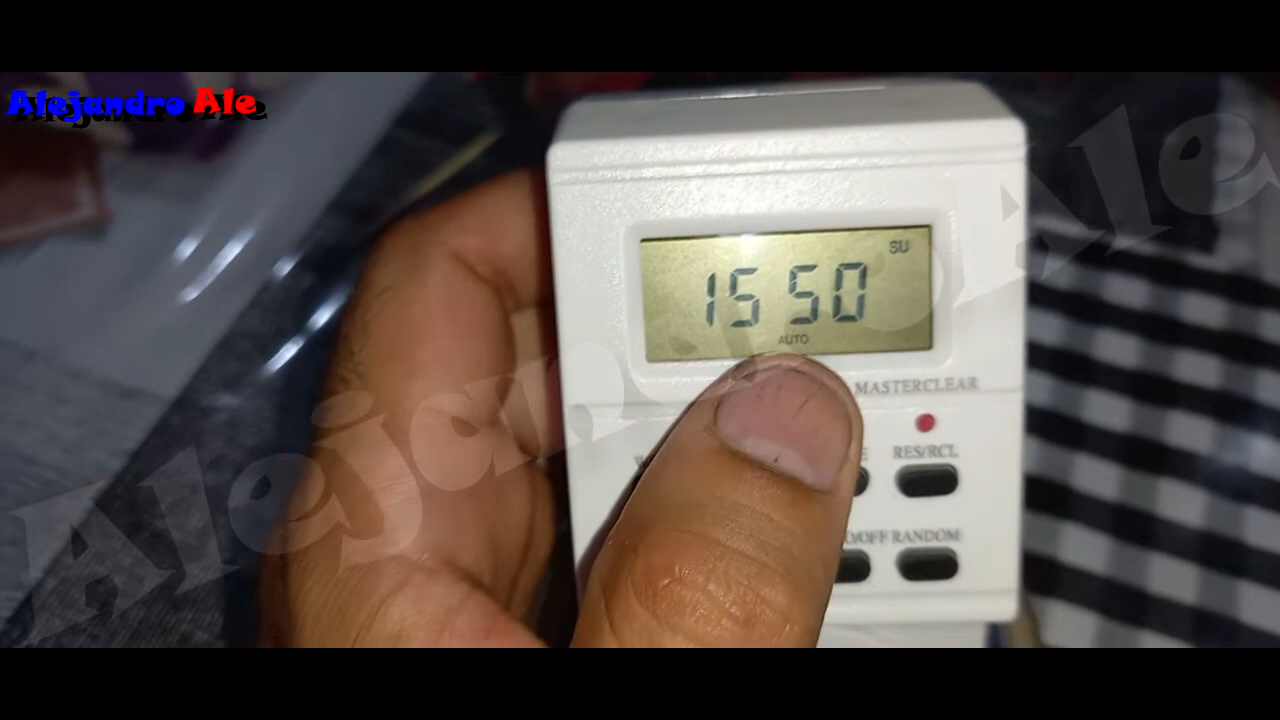 Alejandro Ale
SU
15 50
AUTO
MASTERCLEAR
RES/RCL
RANDOM
Alejandro Ale